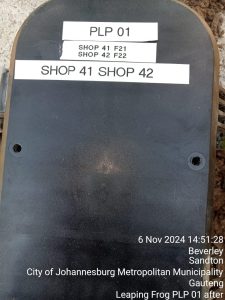 PLP 01
SHOP 41 F21
SHOP 42 F22
SHOP 41 SHOP 42
6 Nov 2024 14:51:28
Beverley
Sandton
City of Johannesburg Metropolitan Municipality
Gauteng
Leaping Frog PLP 01 after